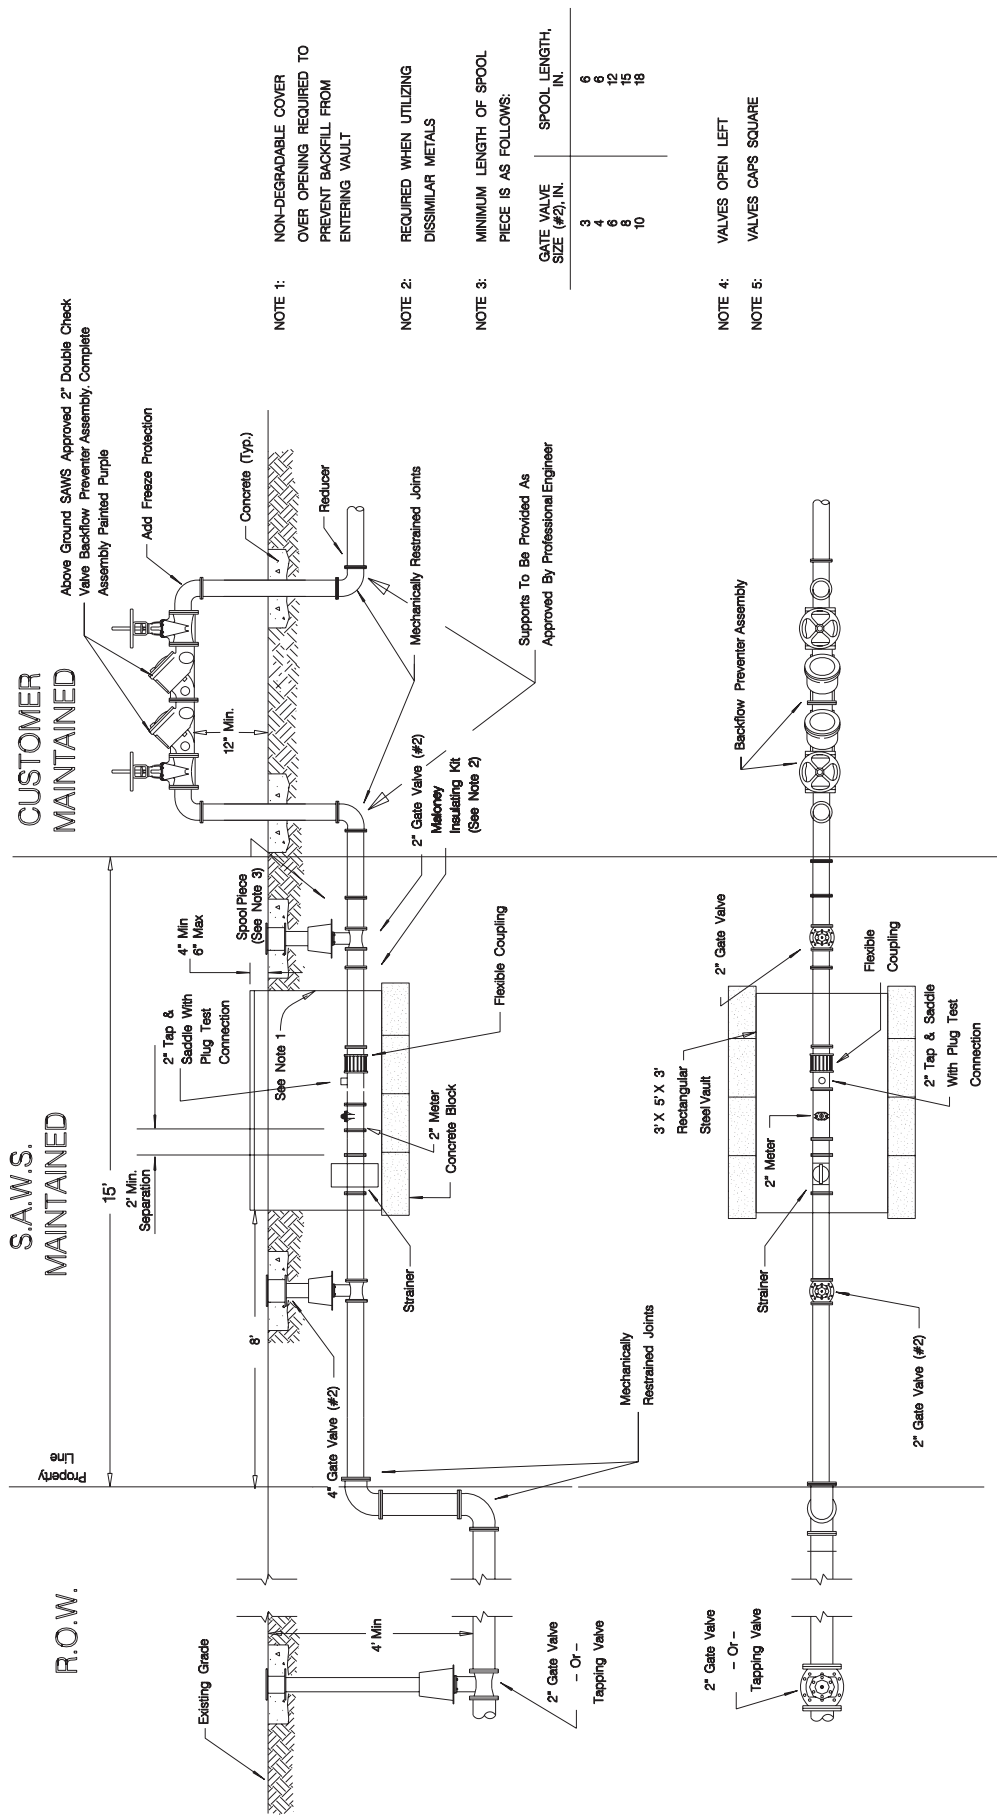 R.O.W.
S.A.W.S.
MAINTAINED
CUSTOMER
MAINTAINED
Property
Line
15'
8'
2' Min.
Separation
2" Tap &
Saddle With
Plug Test
Connection
4" Min
6" Max
Spool Piece
(See Note 3)
See Note 1
Above Ground SAWS Approved 2" Double Check
Valve Backflow Preventer Assembly. Complete
Assembly Painted Purple
Add Freeze Protection
12" Min.
Concrete (Typ.)
Reducer
Existing Grade
4' Min
2" Gate Valve
- Or -
Tapping Valve
4" Gate Valve (#2)
Mechanically
Restrained Joints
Strainer
2" Meter
Concrete Block
Flexible Coupling
2" Gate Valve (#2)
Maloney
Insulating Kit
(See Note 2)
Mechanically Restrained Joints
Supports To Be Provided As
Approved By Professional Engineer
2" Gate Valve
- Or -
Tapping Valve
2" Gate Valve (#2)
Strainer
2" Meter
3' X 5' X 3'
Rectangular
Steel Vault
2" Gate Valve
Flexible
Coupling
2" Tap & Saddle
With Plug Test
Connection
Backflow Preventer Assembly
NOTE 1: NON-DEGRADABLE COVER
OVER OPENING REQUIRED TO
PREVENT BACKFILL FROM
ENTERING VAULT
NOTE 2: REQUIRED WHEN UTILIZING
DISSIMILAR METALS
NOTE 3: MINIMUM LENGTH OF SPOOL
PIECE IS AS FOLLOWS:
GATE VALVE SPOOL LENGTH,
SIZE (#2), IN. IN.
3 6
4 6
6 12
8 15
10 18
NOTE 4: VALVES OPEN LEFT
NOTE 5: VALVES CAPS SQUARE